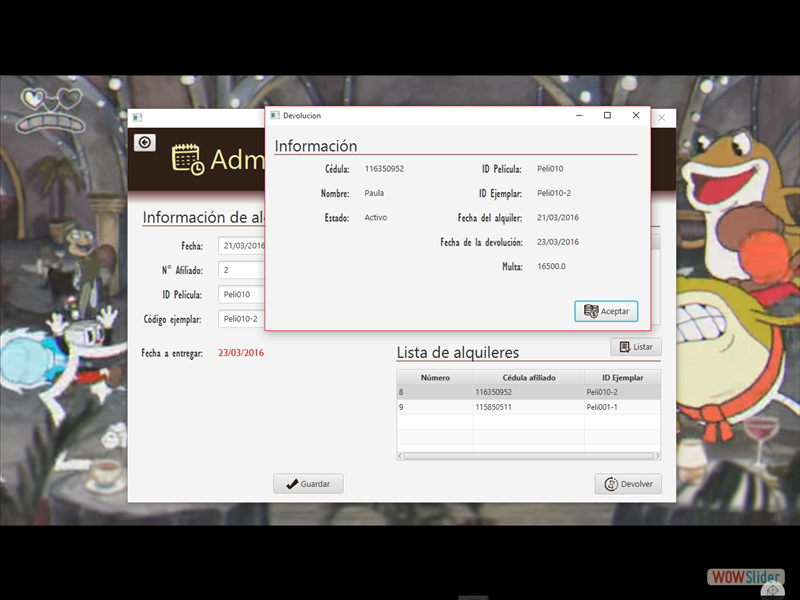 Devolucion
Información
Cédula: 116350952 ID Película: Peli010
Nombre: Paula ID Ejemplar: Peli010-2
Estado: Activo Fecha del alquiler: 21/03/2016
Fecha de la devolución: 23/03/2016
Multa: 16500.0
Aceptar
Adm
Información de al
Fecha: 21/03/2016
N° Afiliado: 2
ID Película: Peli010
Código ejemplar: Peli010-2
Fecha a entregar: 23/03/2016
Listar
Lista de alquileres
Número Cédula afiliado ID Ejemplar
8 116350952 Peli010-2
9 115850511 Peli001-1
Guardar
Devolver
WOWSlider